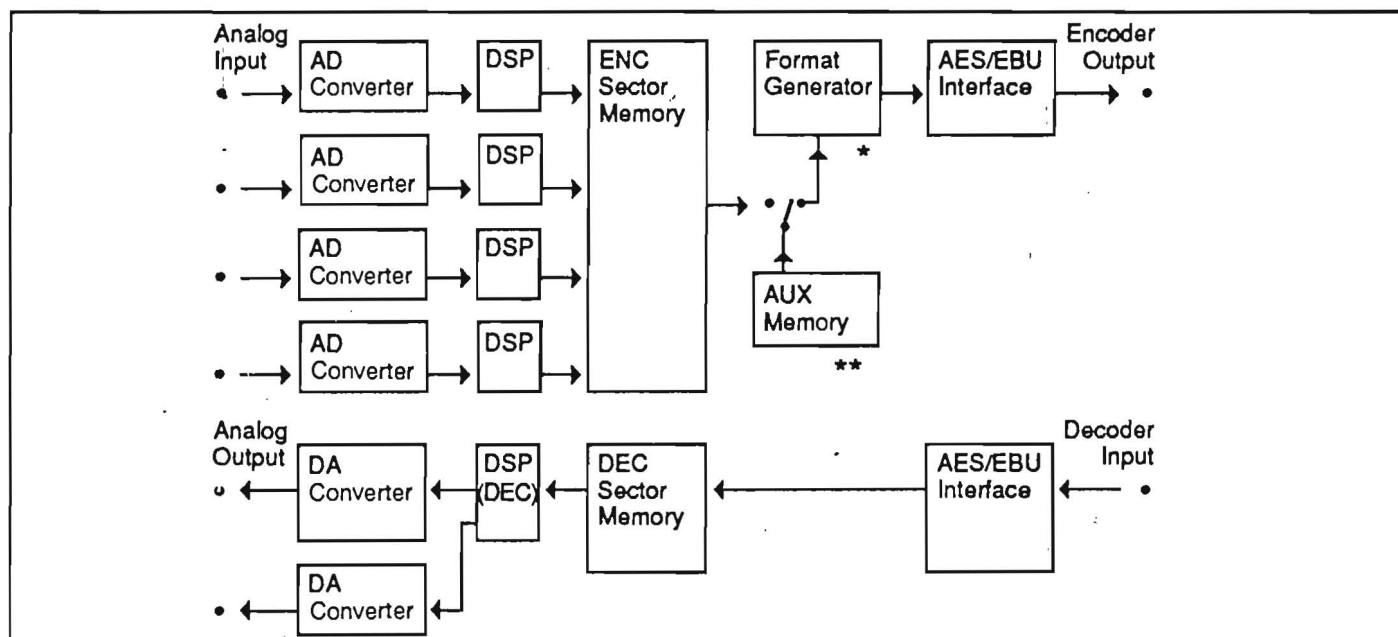 Analog
Input
AD
Converter
DSP
ENC
Sector
Memory
Format
Generator
*
AES/EBU
Interface
Encoder
Output
AD
Converter
DSP
AD
Converter
DSP
AUX
Memory
**
AD
Converter
DSP
Analog
Output
DA
Converter
DSP
(DEC)
DEC
Sector
Memory
AES/EBU
Interface
Decoder
Input
DA
Converter